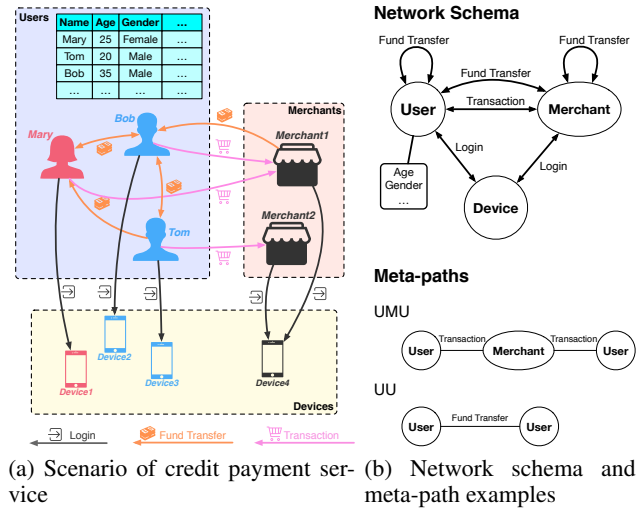 Users
Name Age Gender ...
Mary 25 Female ...
Tom 20 Male ...
Bob 35 Male ...
... ... ... ...
Merchants
Bob
Mary
Merchant1
Merchant2
Tom
Device1
Device2
Device3
Device4
Devices
Login
Fund Transfer
Transaction
(a) Scenario of credit payment ser-
vice
Network Schema
Fund Transfer
Fund Transfer
Fund Transfer
User
Transaction
Merchant
Login
Login
Age
Gender
...
Device
Meta-paths
UMU
User
Transaction
Merchant
Transaction
User
UU
User
Fund Transfer
User
(b) Network schema and
meta-path examples